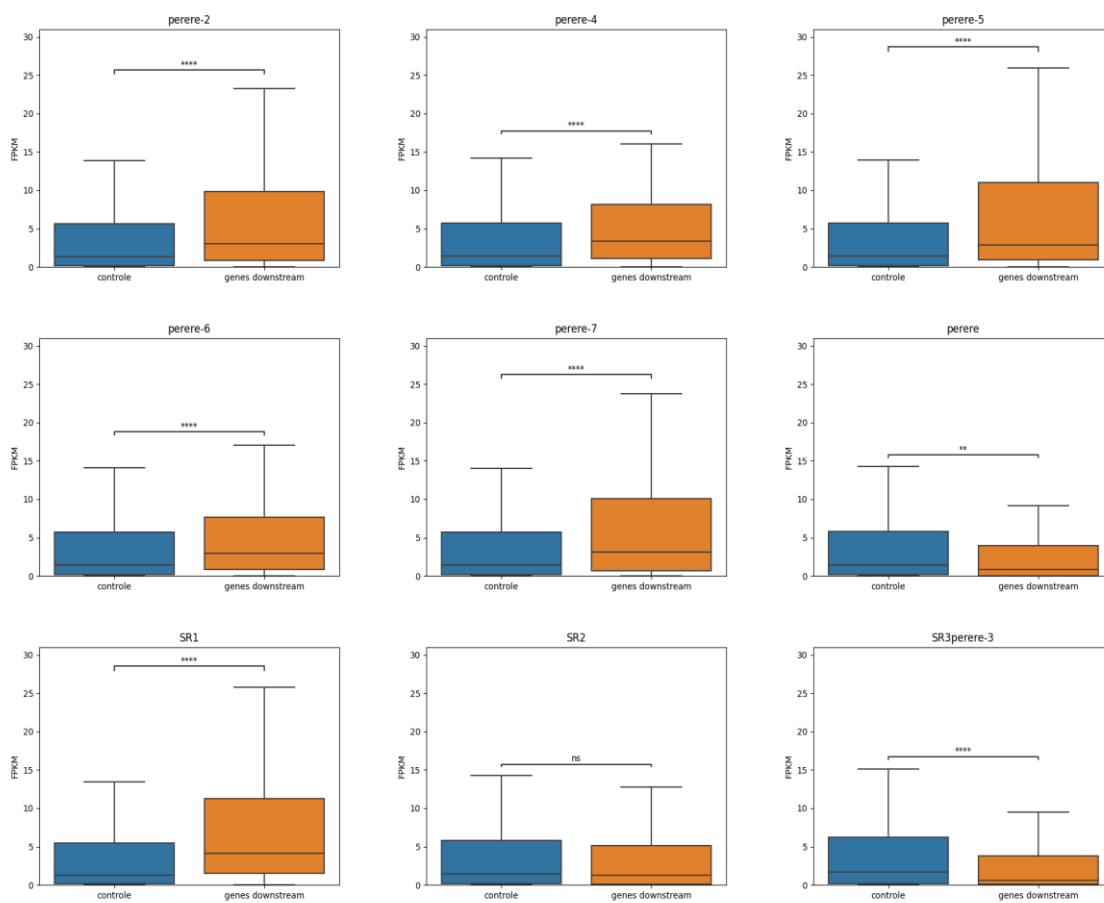 perere-2
perere-4
perere-5
30
25
20
15
10
5
0
FPKM
****
controle
genes downstream
30
25
20
15
10
5
0
FPKM
****
controle
genes downstream
30
25
20
15
10
5
0
FPKM
****
controle
genes downstream
perere-6
perere-7
perere
30
25
20
15
10
5
0
FPKM
****
controle
genes downstream
30
25
20
15
10
5
0
FPKM
****
controle
genes downstream
30
25
20
15
10
5
0
FPKM
**
controle
genes downstream
SR1
SR2
SR3perere-3
30
25
20
15
10
5
0
FPKM
****
controle
genes downstream
30
25
20
15
10
5
0
FPKM
ns
controle
genes downstream
30
25
20
15
10
5
0
FPKM
****
controle
genes downstream